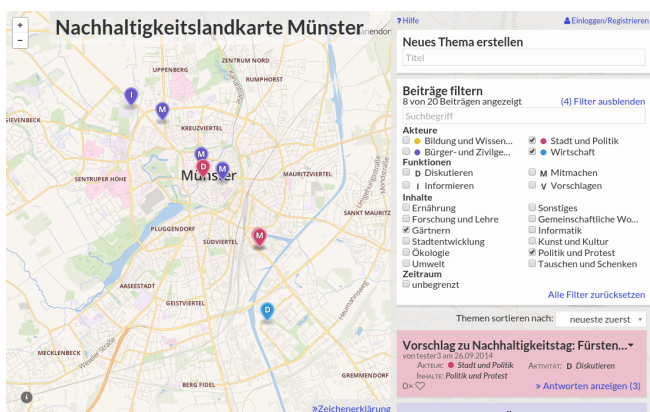 +
−
Nachhaltigkeitslandkarte Münster
endorf
ZENTRUM NORD
UPPENBERG
RUMPHORST
I
M
GIEVENBECK
KREUZVIERTEL
M
D
M
Münster
SENTRUPER HÖHE
MAURITZVIERTEL
Umgehungsstraße
SANKT MAURITZ
PLUGGENDORF
SÜDVIERTEL
M
AASEESTADT
GEISTVIERTEL
D
Heumannsweg
MECKLENBECK
Weseler Straße
BERG FIDEL
GREMMENDORF
»Zeichenerklärung
? Hilfe
Einloggen/Registrieren
Neues Thema erstellen
Titel
Beiträge filtern
8 von 20 Beiträgen angezeigt (4) Filter ausblenden
Suchbegriff
Akteure
Bildung und Wissen... Stadt und Politik
Bürger- und Zivilge... Wirtschaft
Funktionen
D Diskutieren M Mitmachen
I Informieren V Vorschlagen
Inhalte
Ernährung Sonstiges
Forschung und Lehre Gemeinschaftliche Wo...
Gärtnern Informatik
Stadtentwicklung Kunst und Kultur
Ökologie Politik und Protest
Umwelt Tauschen und Schenken
Zeitraum
unbegrenzt
Alle Filter zurücksetzen
Themen sortieren nach: neueste zuerst
Vorschlag zu Nachhaltigkeitstag: Fürsten...
von tester3 am 26.09.2014
AKTEUR: Stadt und Politik AKTIVITÄT: D Diskutieren
INHALTE: Politik und Protest
0× » Antworten anzeigen (3)